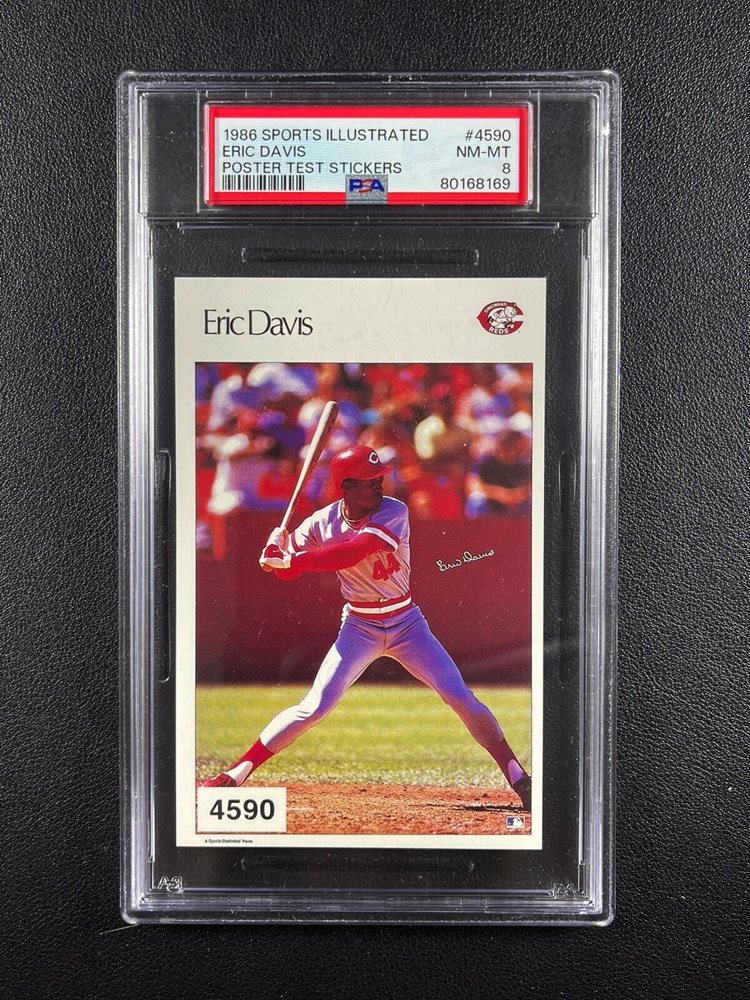 1986 SPORTS ILLUSTRATED #4590
ERIC DAVIS NM-MT
POSTER TEST STICKERS 8
PSA 80168169
Eric Davis
CINCINNATI
REDS
C
44
Eric Davis
4590
A Sports Illustrated Poster